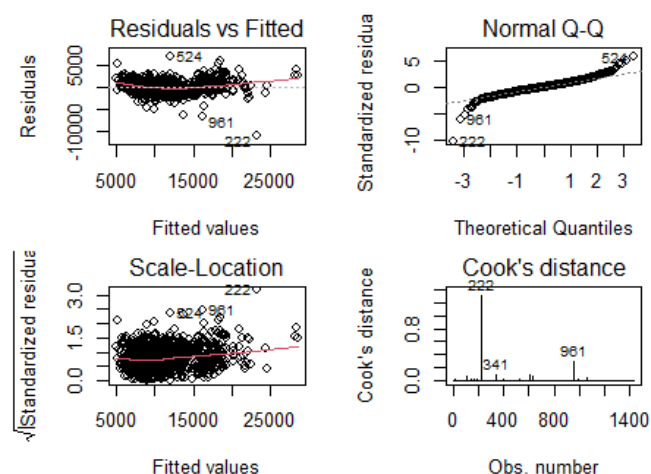 Residuals vs Fitted
Residuals
5000
-10000
524
961
222
5000 15000 25000
Fitted values
Normal Q-Q
Standardized residua
5
0
-10
524
961
222
-3 -1 1 2 3
Theoretical Quantiles
Scale-Location
√|Standardized residua
3.0
1.5
0.0
222
524
961
5000 15000 25000
Fitted values
Cook's distance
Cook's distance
0.8
0.0
222
341
961
0 400 800 1400
Obs. number